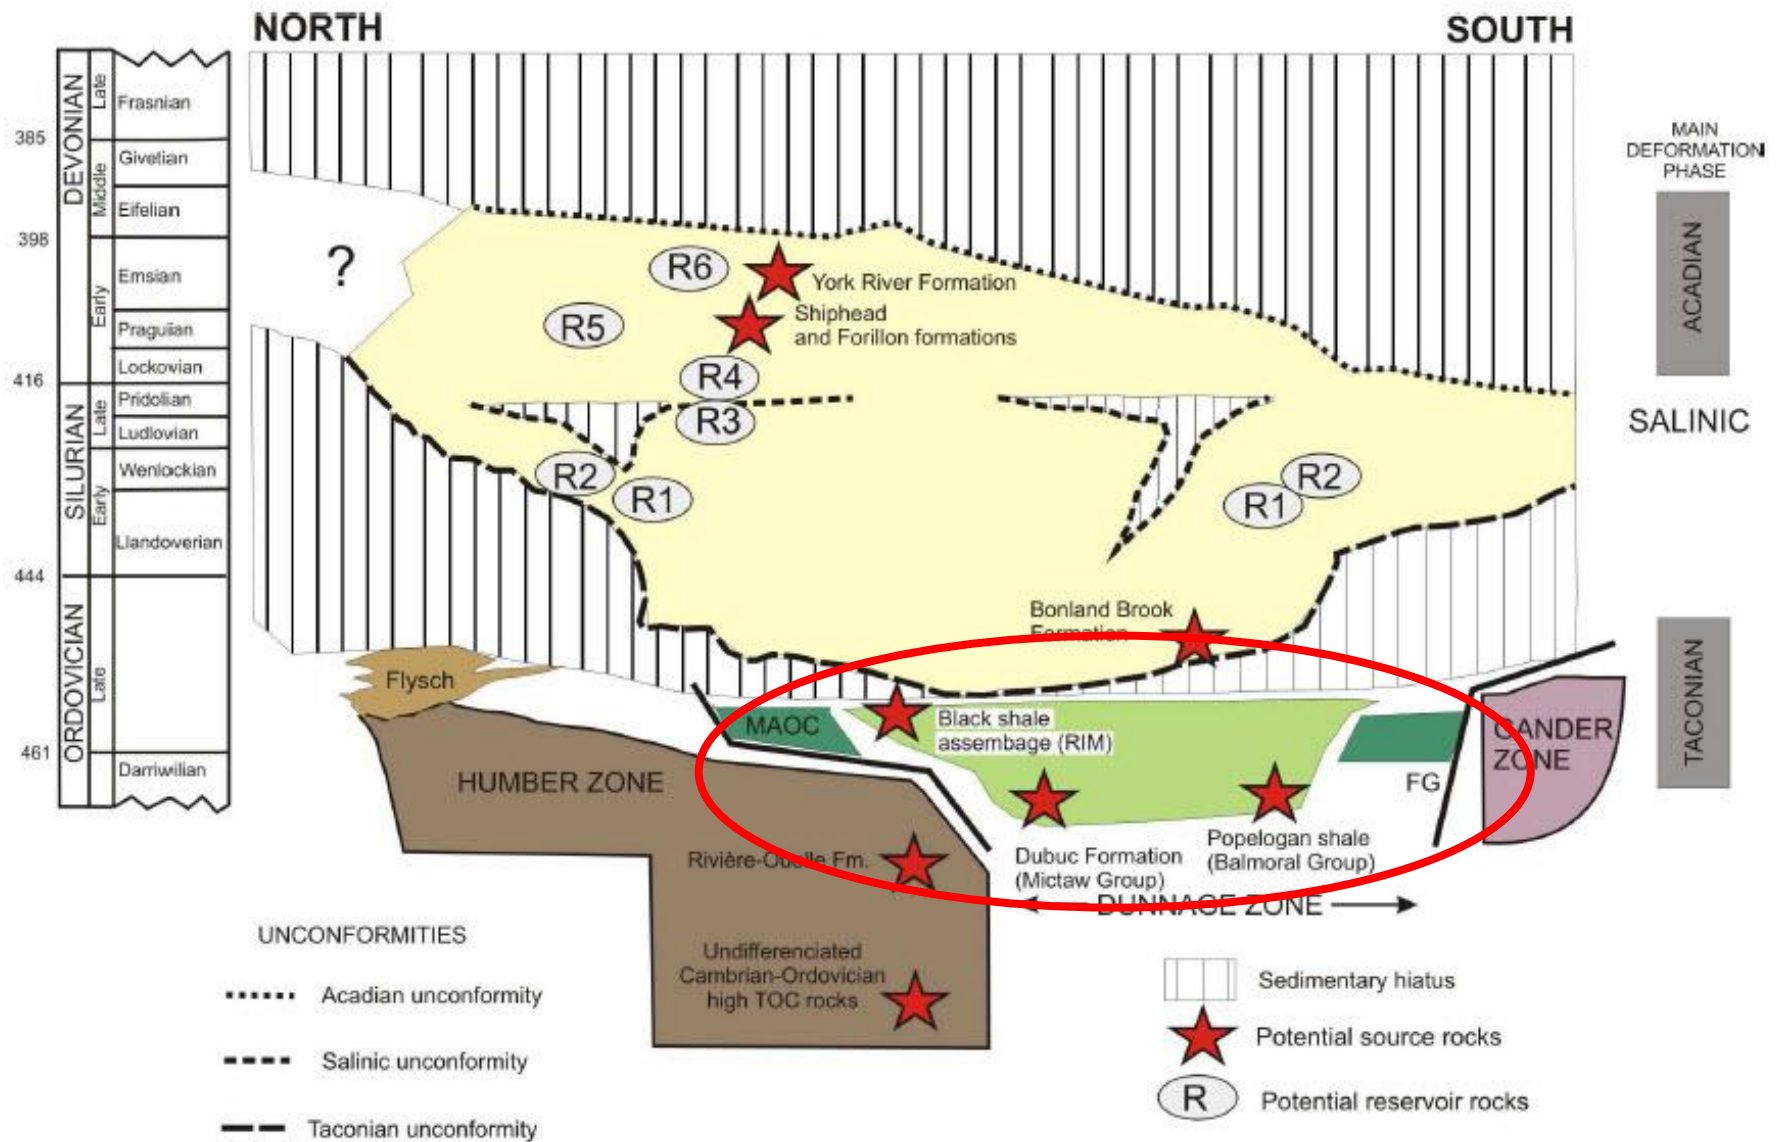 NORTH
SOUTH
DEVONIAN
SILURIAN
ORDOVICIAN
Late
Middle
Early
Late
Early
Late
385
398
416
444
461
Frasnian
Givetian
Eifelian
Emsian
Praguian
Lockovian
Pridolian
Ludlovian
Wenlockian
Llandoverian
Darriwilian
?
R6
York River Formation
R5
Shiphead
and Forillon formations
R4
R3
R2
R1
R2
R1
Bonland Brook
Formation
Flysch
MAOC
Black shale
assembage (RIM)
HUMBER ZONE
FG
GANDER
ZONE
Rivière-Ouelle Fm.
Dubuc Formation
(Mictaw Group)
Popelogan shale
(Balmoral Group)
DUNNAGE ZONE
Undifferenciated
Cambrian-Ordovician
high TOC rocks
MAIN
DEFORMATION
PHASE
ACADIAN
SALINIC
TACONIAN
UNCONFORMITIES
Acadian unconformity
Salinic unconformity
Taconian unconformity
Sedimentary hiatus
Potential source rocks
R
Potential reservoir rocks